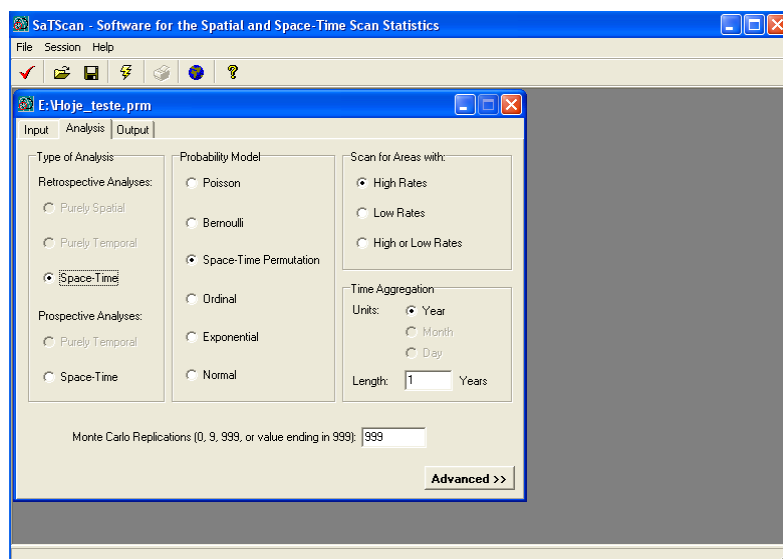 SaTScan - Software for the Spatial and Space-Time Scan Statistics
File Session Help
E:\Hoje_teste.prm
Input Analysis Output
Type of Analysis
Retrospective Analyses:
Purely Spatial
Purely Temporal
Space-Time
Prospective Analyses:
Purely Temporal
Space-Time
Probability Model
Poisson
Bernoulli
Space-Time Permutation
Ordinal
Exponential
Normal
Scan for Areas with:
High Rates
Low Rates
High or Low Rates
Time Aggregation
Units: Year
Month
Day
Length: 1 Years
Monte Carlo Replications (0, 9, 999, or value ending in 999): 999
Advanced >>